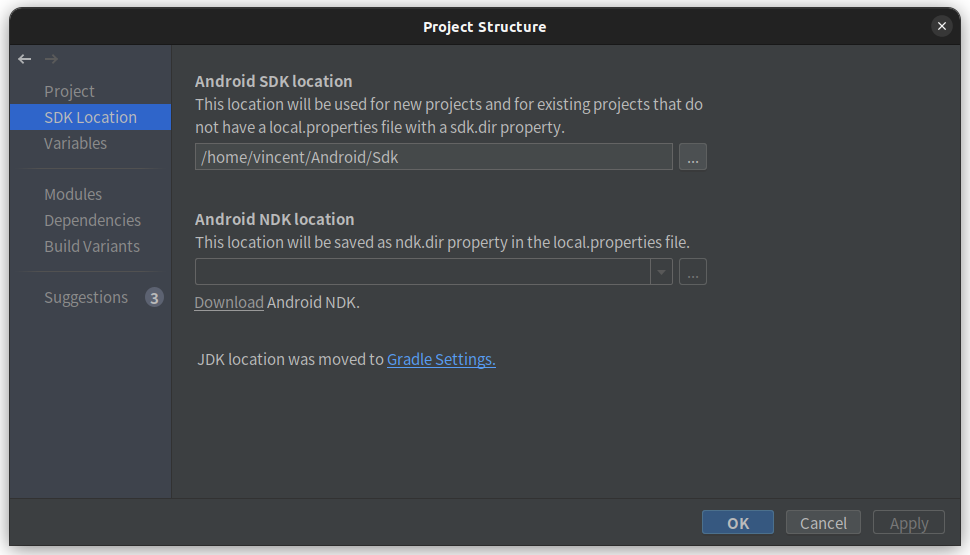 Project Structure
Project
SDK Location
Variables
Modules
Dependencies
Build Variants
Suggestions 3
Android SDK location
This location will be used for new projects and for existing projects that do
not have a local.properties file with a sdk.dir property.
/home/vincent/Android/Sdk
...
Android NDK location
This location will be saved as ndk.dir property in the local.properties file.
...
Download Android NDK.
JDK location was moved to Gradle Settings.
OK Cancel Apply